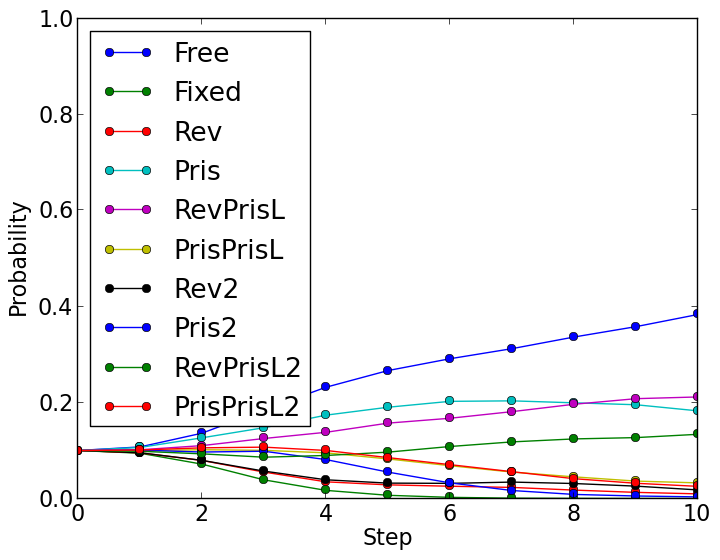 1.0
0.8
0.6
0.4
0.2
0.0
Probability
Free
Fixed
Rev
Pris
RevPrisL
PrisPrisL
Rev2
Pris2
RevPrisL2
PrisPrisL2
0 2 4 6 8 10
Step